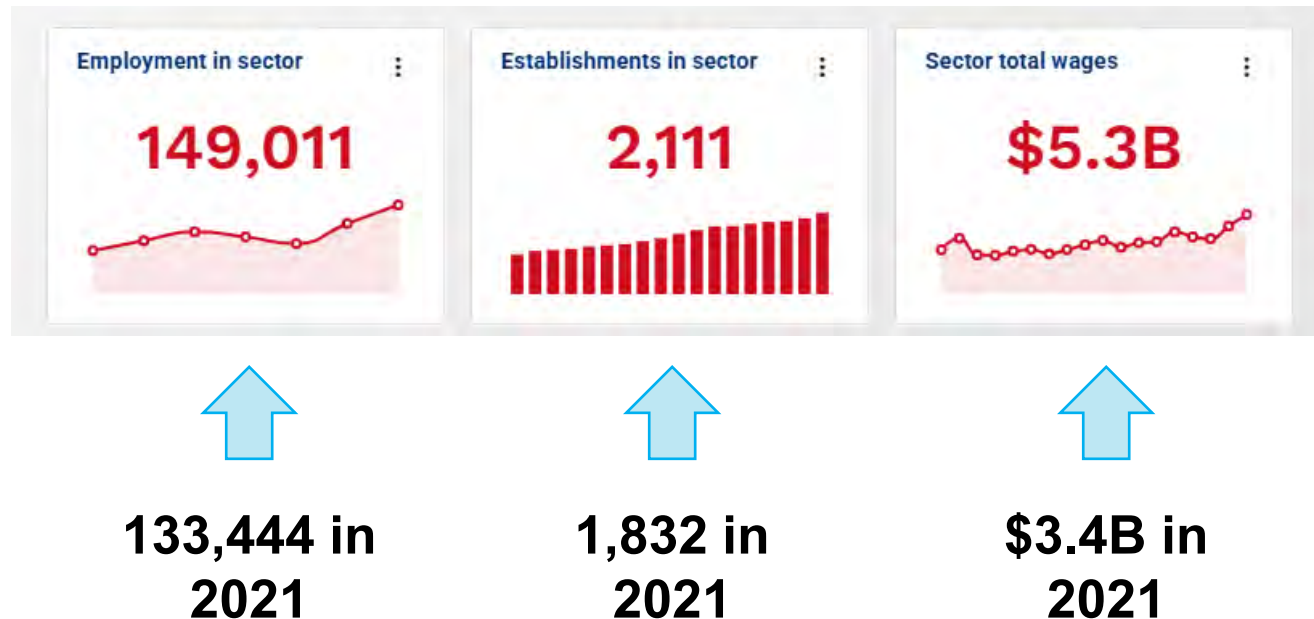 Employment in sector
149,011
Establishments in sector
2,111
Sector total wages
$5.3B
133,444 in
2021
1,832 in
2021
$3.4B in
2021